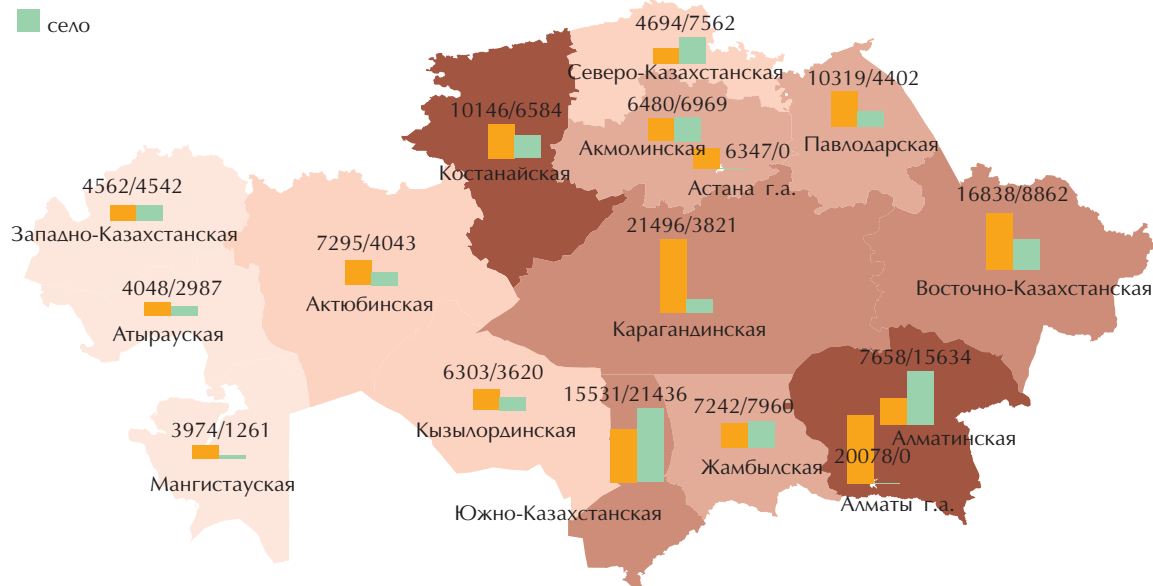 село
4694/7562
Северо-Казахстанская
10319/4402
Павлодарская
10146/6584
Костанайская
6480/6969
Акмолинская
6347/0
Астана г.а.
4562/4542
Западно-Казахстанская
7295/4043
Актюбинская
21496/3821
Карагандинская
16838/8862
Восточно-Казахстанская
4048/2987
Атырауская
6303/3620
Кызылординская
15531/21436
Южно-Казахстанская
7242/7960
Жамбылская
7658/15634
Алматинская
20078/0
Алматы г.а.
3974/1261
Мангистауская